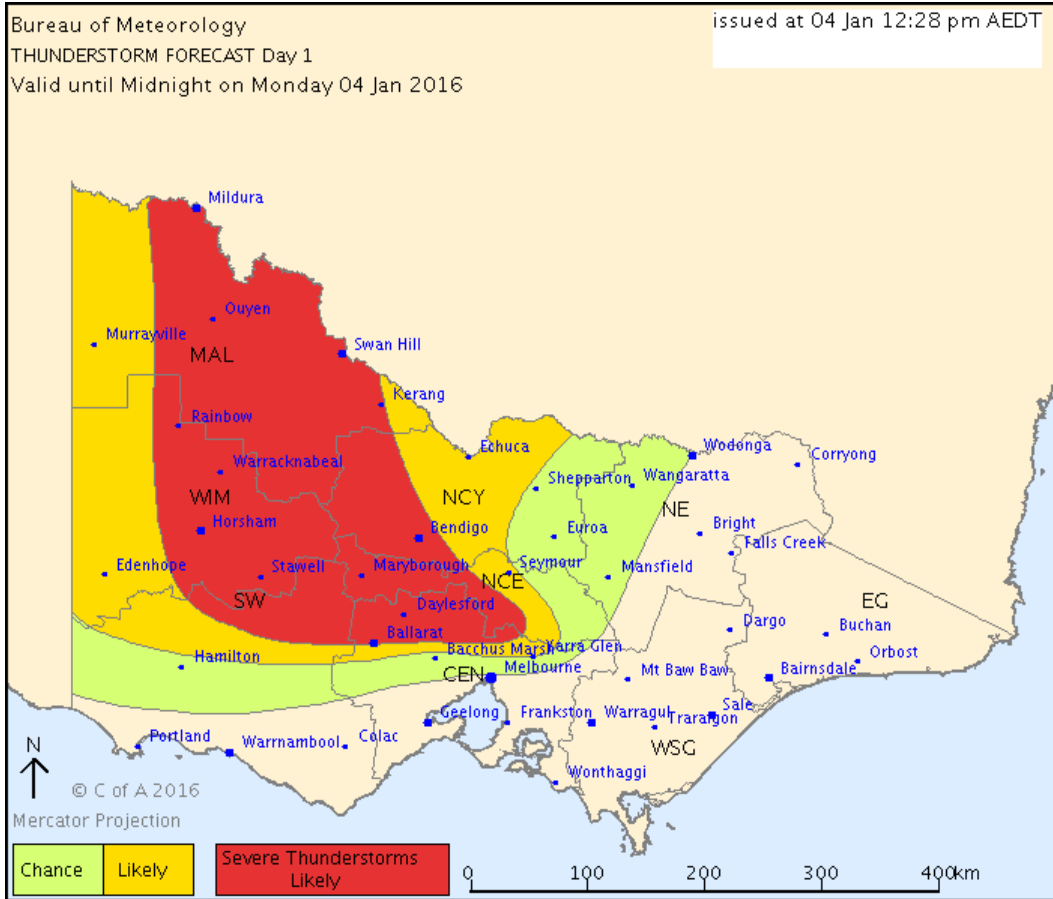 Bureau of Meteorology
issued at 04 Jan 12:28 pm AEDT
THUNDERSTORM FORECAST Day 1
Valid until Midnight on Monday 04 Jan 2016
Mildura
Ouyen
Murrayville
MAL
Swan Hill
Kerang
Rainbow
Echuca
Wodonga
Corryong
Warracknabeal
Shepparton
Wangaratta
WIM
NCY
NE
Horsham
Bendigo
Euroa
Bright
Falls Creek
Edenhope
Stawell
Maryborough
Seymour
NCE
Mansfield
SW
EG
Daylesford
Dargo
Buchan
Ballarat
Bacchus Marsh
Yarra Glen
Orbost
Hamilton
CEN
Melbourne
Mt Baw Baw
Bairnsdale
Geelong
Frankston
Warragul
Traralgon
Sale
Portland
Warrnambool
Colac
WSG
N
Wonthaggi
© C of A 2016
Mercator Projection
Chance
Likely
Severe Thunderstorms
Likely
0 100 200 300 400km